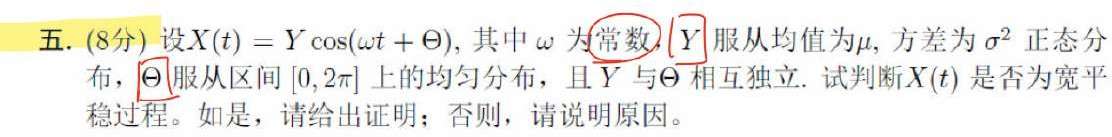 五. (8分) 设X(t) = Y cos(ωt + Θ), 其中 ω 为常数, Y 服从均值为μ, 方差为 σ² 正态分
布，Θ 服从区间 [0, 2π] 上的均匀分布，且 Y 与Θ 相互独立. 试判断X(t) 是否为宽平
稳过程。如是，请给出证明；否则，请说明原因。